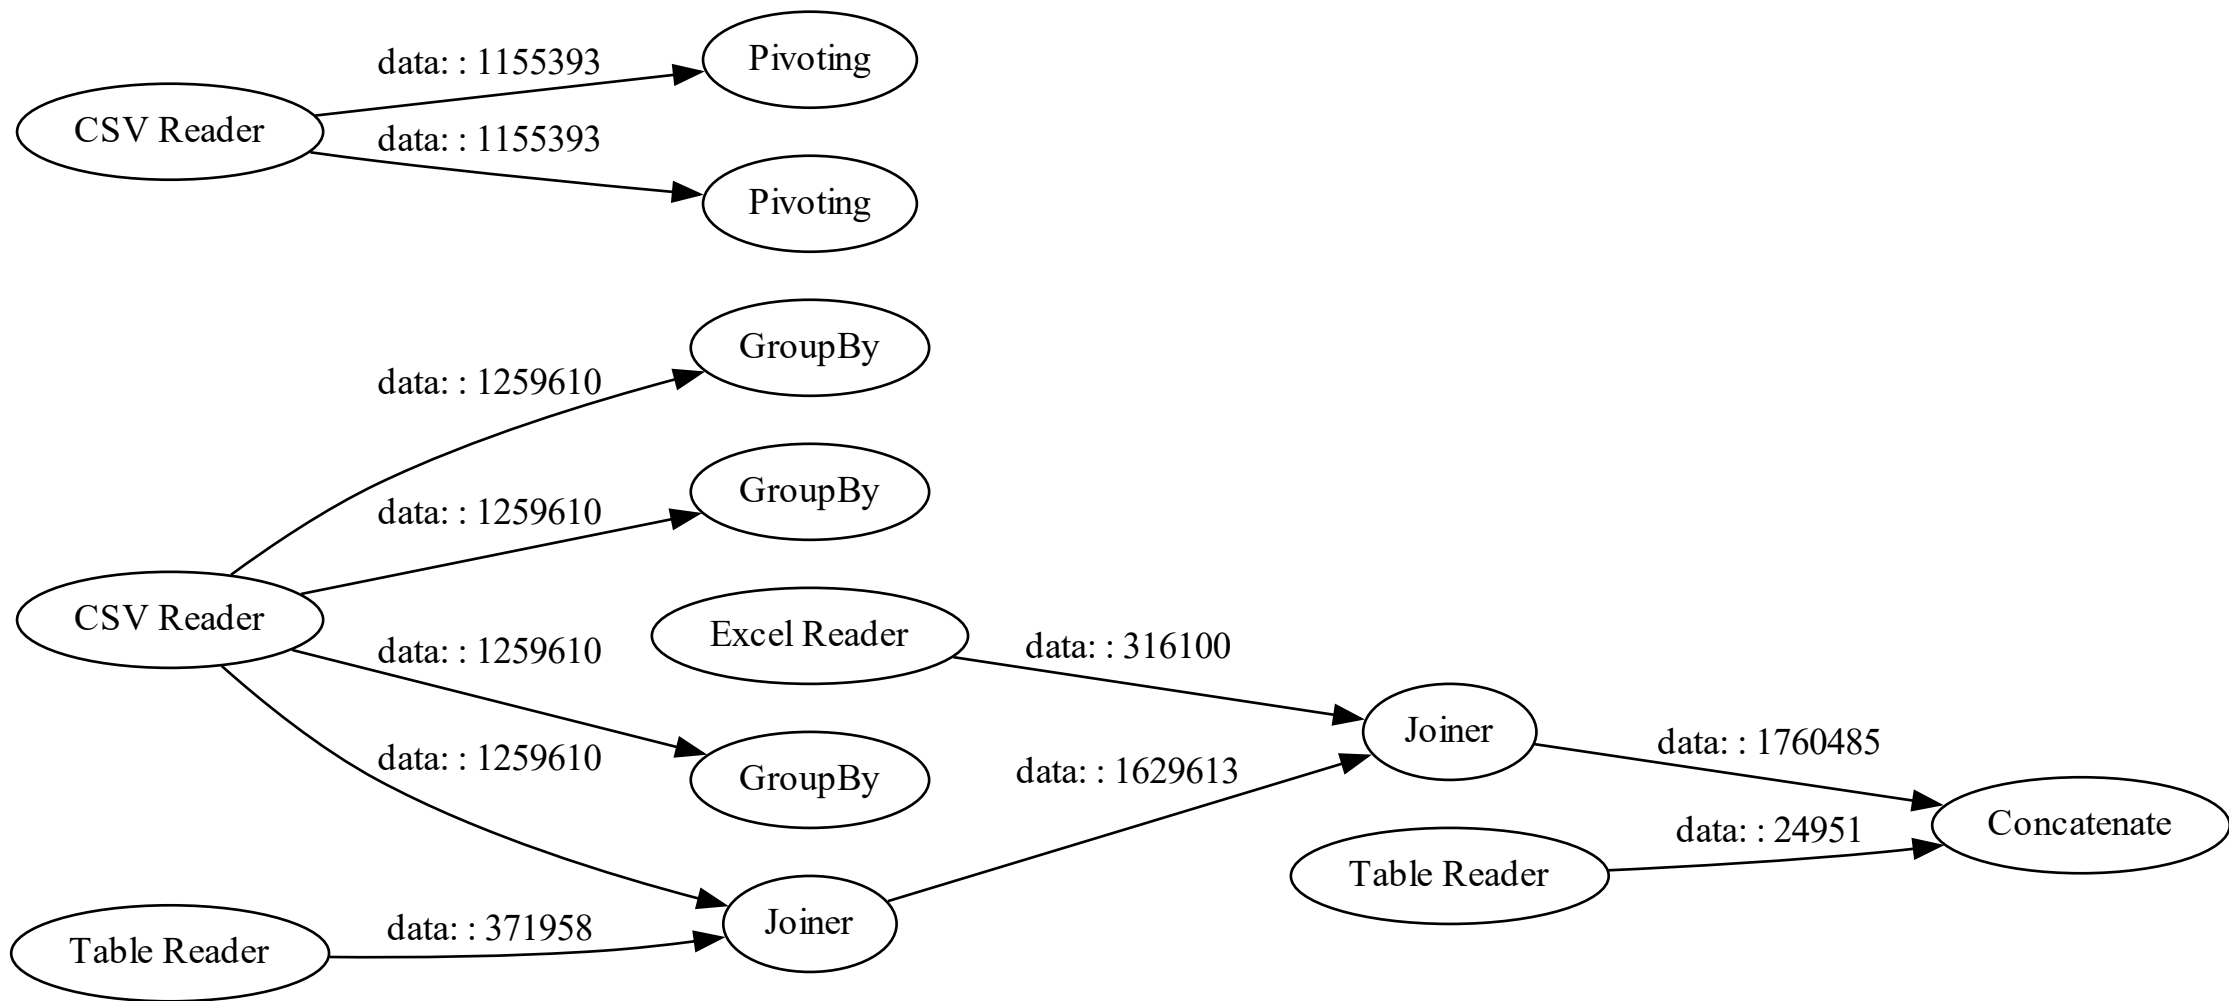 Pivoting
data: : 1155393
CSV Reader
data: : 1155393
Pivoting
GroupBy
data: : 1259610
GroupBy
data: : 1259610
CSV Reader
Excel Reader
data: : 316100
data: : 1259610
Joiner
data: : 1760485
data: : 1259610
GroupBy
data: : 1629613
Concatenate
data: : 24951
Table Reader
Joiner
data: : 371958
Table Reader